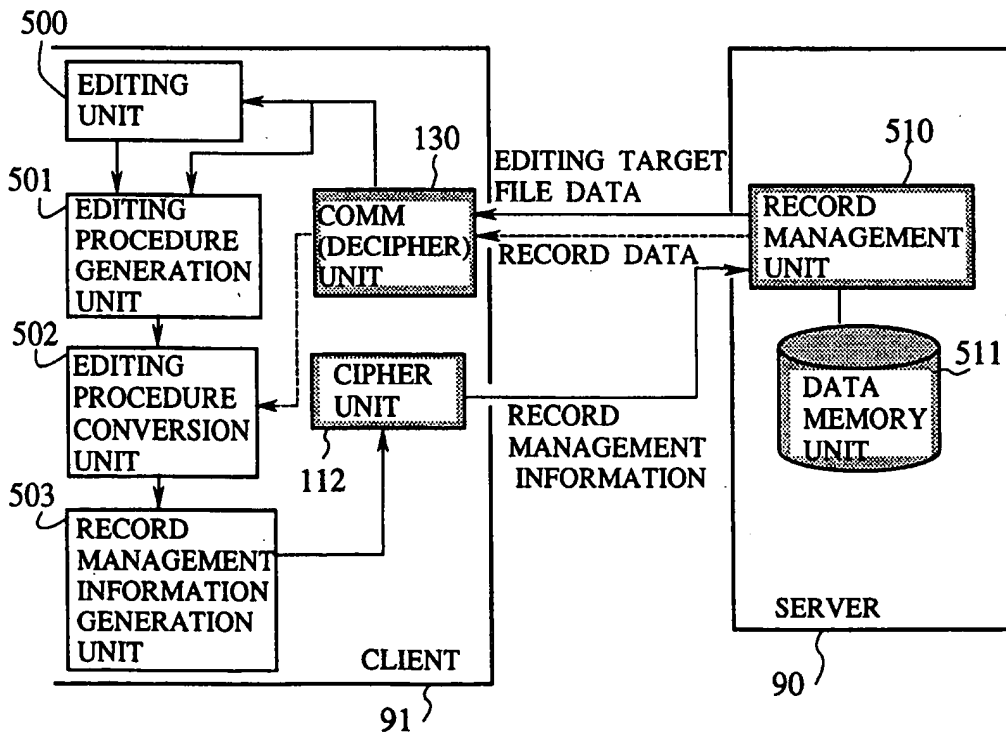 500
EDITING
UNIT
501
EDITING
PROCEDURE
GENERATION
UNIT
502
EDITING
PROCEDURE
CONVERSION
UNIT
503
RECORD
MANAGEMENT
INFORMATION
GENERATION
UNIT
130
COMM
(DECIPHER)
UNIT
CIPHER
UNIT
112
CLIENT
91
EDITING TARGET
FILE DATA
RECORD DATA
RECORD
MANAGEMENT
INFORMATION
510
RECORD
MANAGEMENT
UNIT
511
DATA
MEMORY
UNIT
SERVER
90